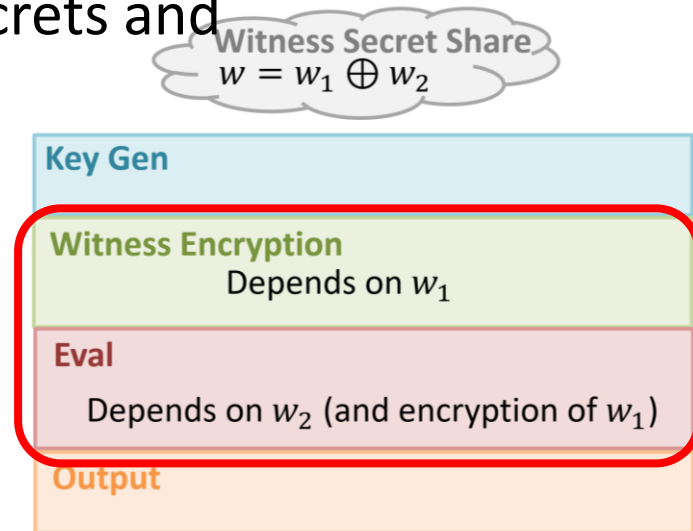 crets and
Witness Secret Share
w = w₁ ⊕ w₂
Key Gen
Witness Encryption
Depends on w₁
Eval
Depends on w₂ (and encryption of w₁)
Output